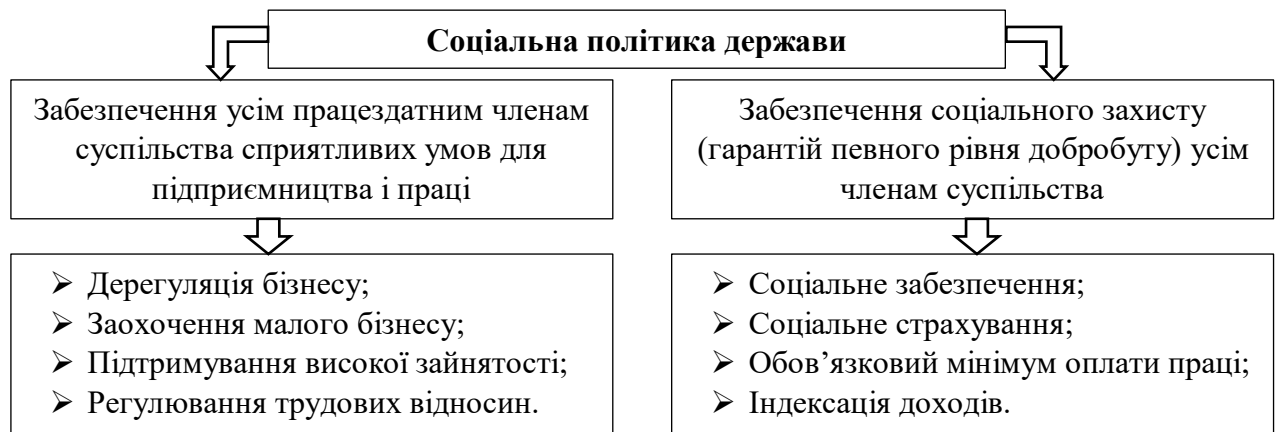 Соціальна політика держави
Забезпечення усім працездатним членам
суспільства сприятливих умов для
підприємництва і праці
Забезпечення соціального захисту
(гарантій певного рівня добробуту) усім
членам суспільства
➢ Дерегуляція бізнесу;
➢ Заохочення малого бізнесу;
➢ Підтримування високої зайнятості;
➢ Регулювання трудових відносин.
➢ Соціальне забезпечення;
➢ Соціальне страхування;
➢ Обов’язковий мінімум оплати праці;
➢ Індексація доходів.